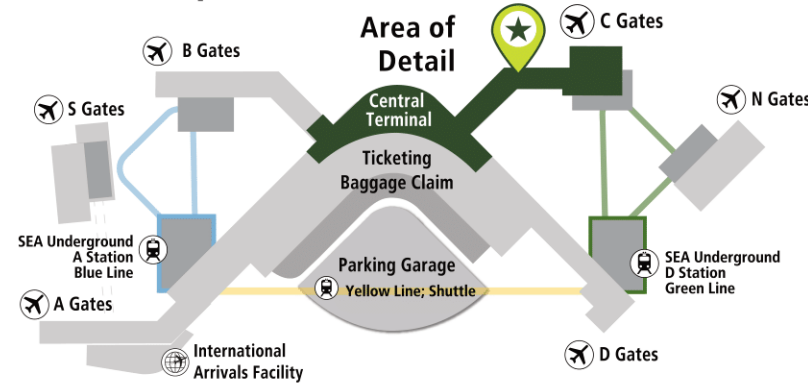 Area of
Detail
C Gates
B Gates
N Gates
S Gates
Central
Terminal
Ticketing
Baggage Claim
SEA Underground
A Station
Blue Line
SEA Underground
D Station
Green Line
Parking Garage
Yellow Line; Shuttle
A Gates
International
Arrivals Facility
D Gates